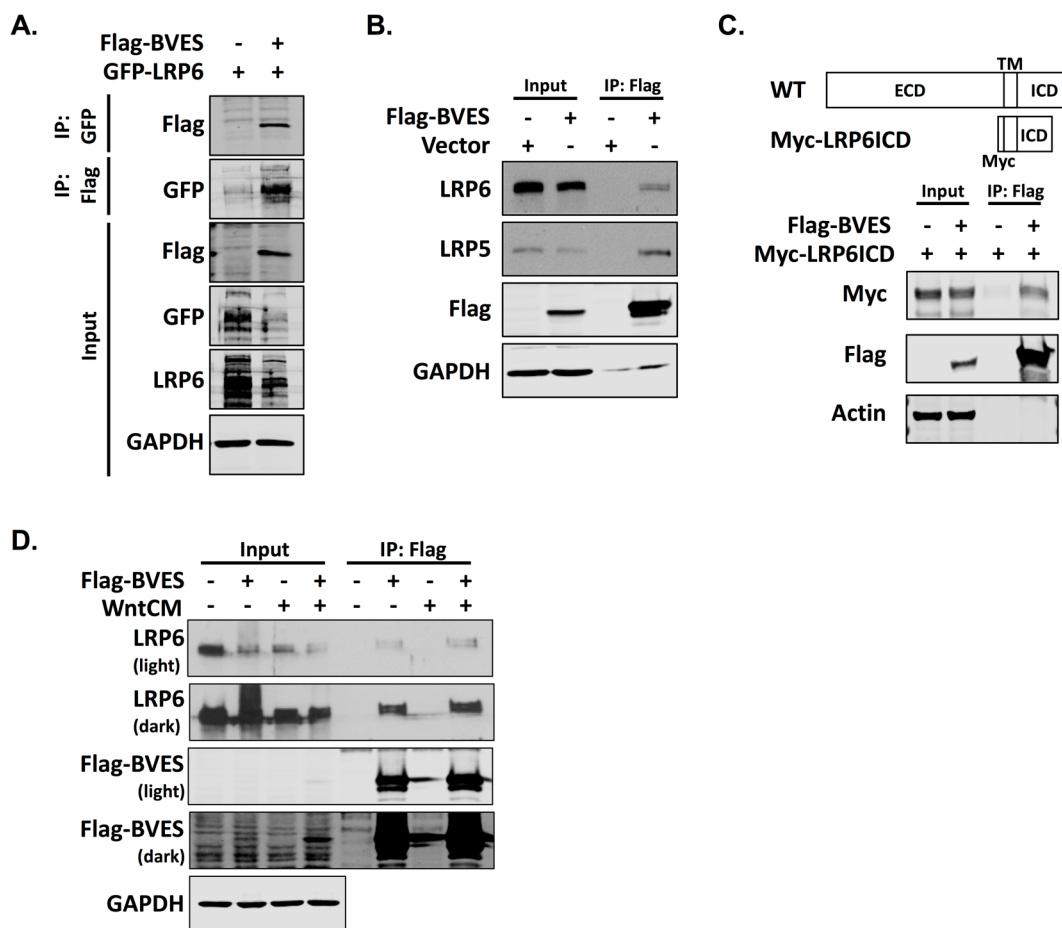 A.
Flag-BVES - +
GFP-LRP6 + +
IP: GFP
Flag
IP: Flag
GFP
Input
Flag
GFP
LRP6
GAPDH
B.
Input IP: Flag
Flag-BVES - + - +
Vector + - + -
LRP6
LRP5
Flag
GAPDH
C.
TM
WT ECD ICD
Myc-LRP6ICD ICD
Myc
Input IP: Flag
Flag-BVES - + - +
Myc-LRP6ICD + + + +
Myc
Flag
Actin
D.
Input IP: Flag
Flag-BVES - + - + - + - +
WntCM - - + + - - + +
LRP6
(light)
LRP6
(dark)
Flag-BVES
(light)
Flag-BVES
(dark)
GAPDH